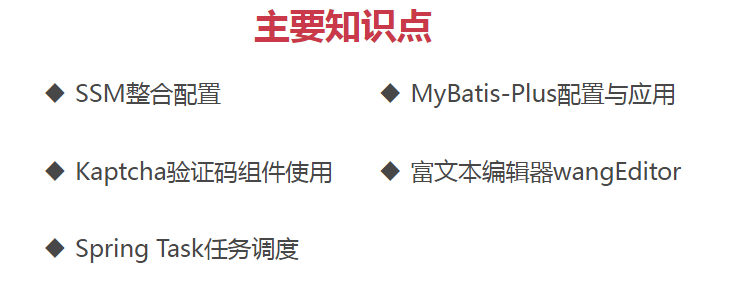 主要知识点
◆ SSM整合配置
◆ MyBatis-Plus配置与应用
◆ Kaptcha验证码组件使用
◆ 富文本编辑器wangEditor
◆ Spring Task任务调度